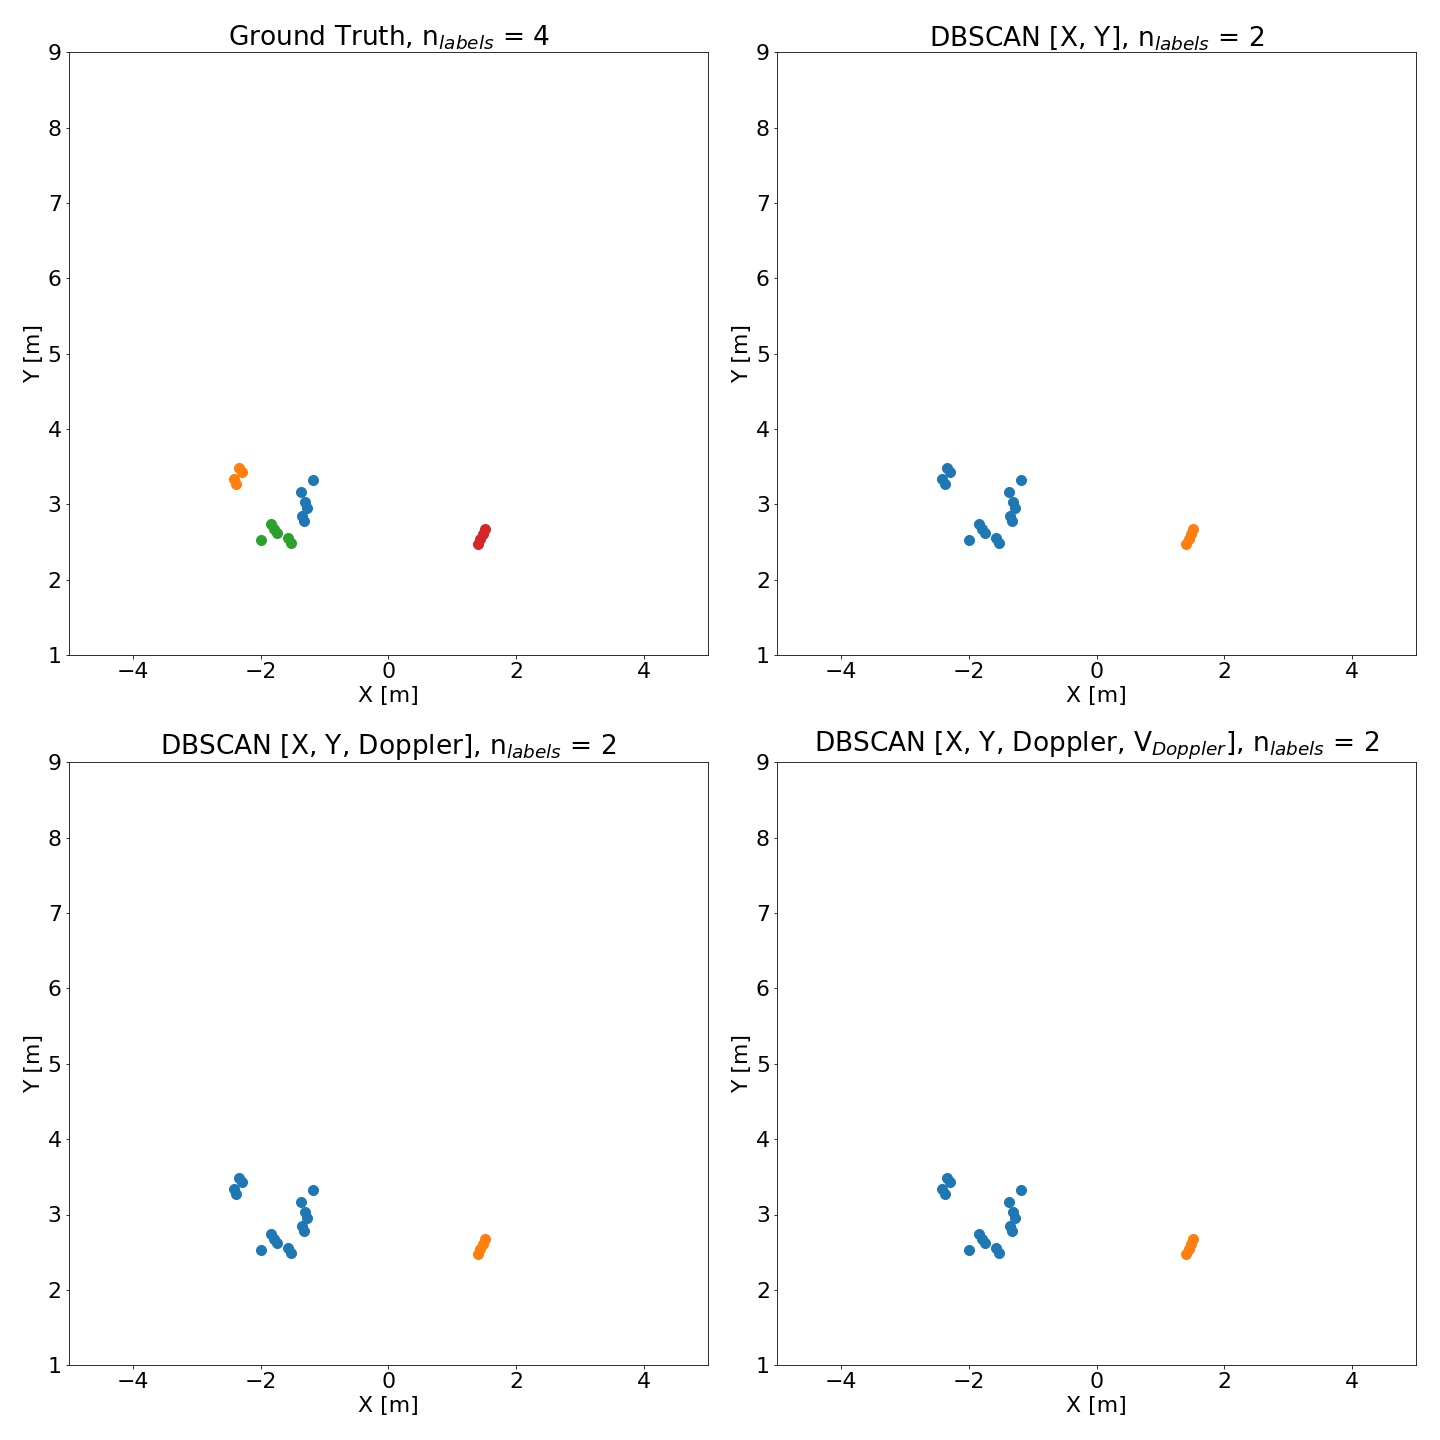 Ground Truth, n_labels = 4
9
8
7
6
5
4
3
2
1
Y [m]
−4 −2 0 2 4
X [m]
DBSCAN [X, Y], n_labels = 2
9
8
7
6
5
4
3
2
1
Y [m]
−4 −2 0 2 4
X [m]
DBSCAN [X, Y, Doppler], n_labels = 2
9
8
7
6
5
4
3
2
1
Y [m]
−4 −2 0 2 4
X [m]
DBSCAN [X, Y, Doppler, V_Doppler], n_labels = 2
9
8
7
6
5
4
3
2
1
Y [m]
−4 −2 0 2 4
X [m]